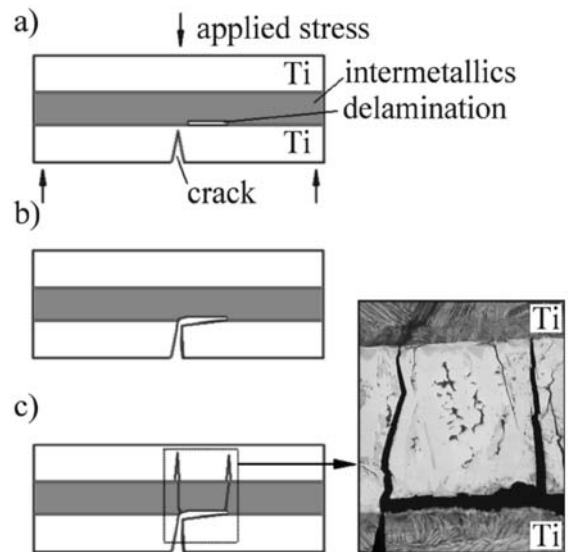 a)
applied stress
Ti
intermetallics
delamination
Ti
crack
b)
Ti
c)
Ti